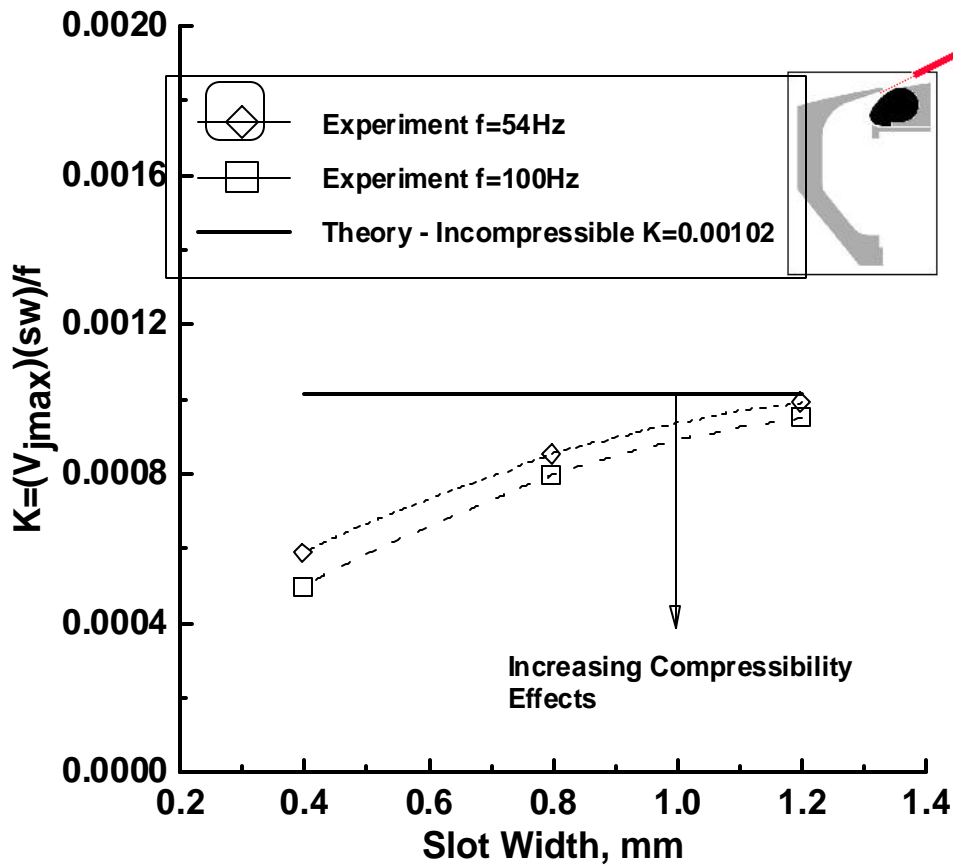 0.0020
0.0016
0.0012
0.0008
0.0004
0.0000
K=(Vjmax)(sw)/f
Experiment f=54Hz
Experiment f=100Hz
Theory - Incompressible K=0.00102
Increasing Compressibility
Effects
0.2 0.4 0.6 0.8 1.0 1.2 1.4
Slot Width, mm